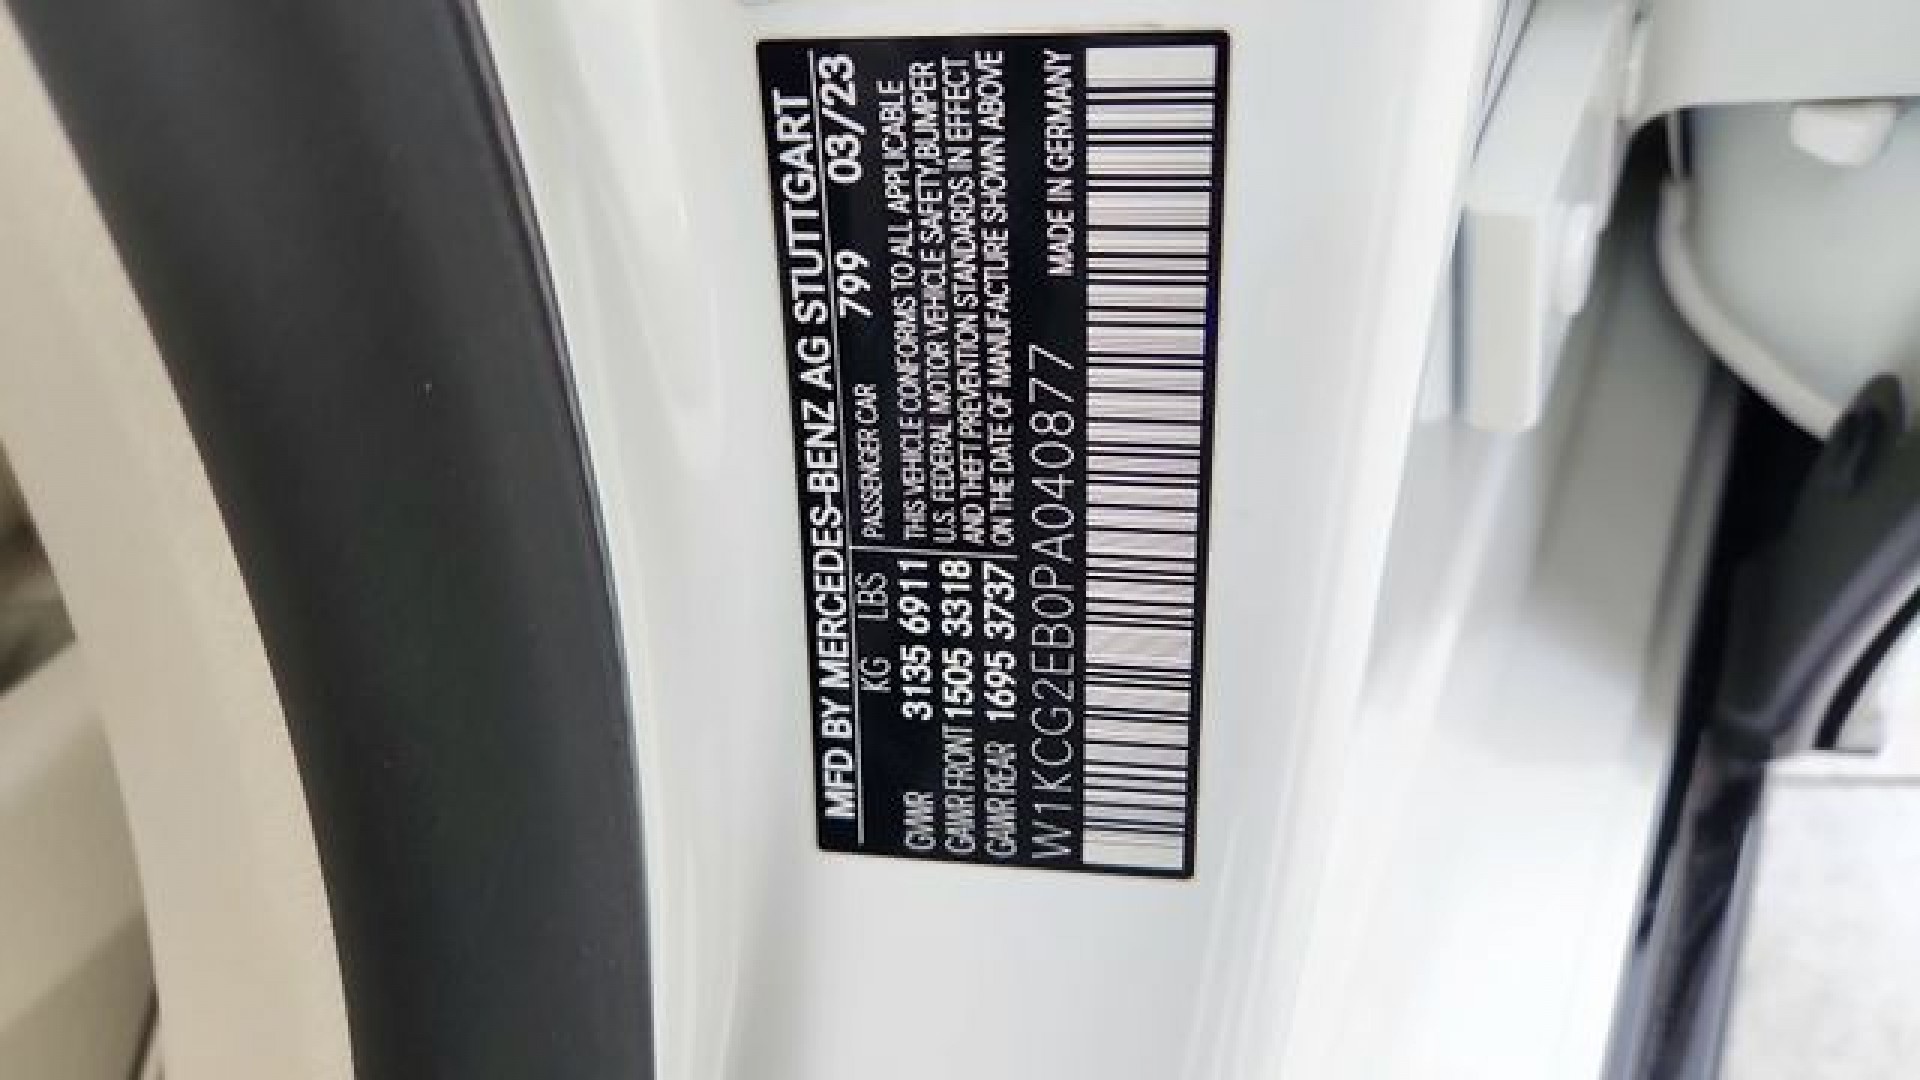 MFD BY MERCEDES-BENZ AG STUTTGART
KG LBS PASSENGER CAR 799 03/23
GVWR 3135 6911 THIS VEHICLE CONFORMS TO ALL APPLICABLE
GAWR FRONT 1505 3318 U.S. FEDERAL MOTOR VEHICLE SAFETY,BUMPER
AND THEFT PREVENTION STANDARDS IN EFFECT
GAWR REAR 1695 3737 ON THE DATE OF MANUFACTURE SHOWN ABOVE
W1KCG2EB0PA040877 MADE IN GERMANY